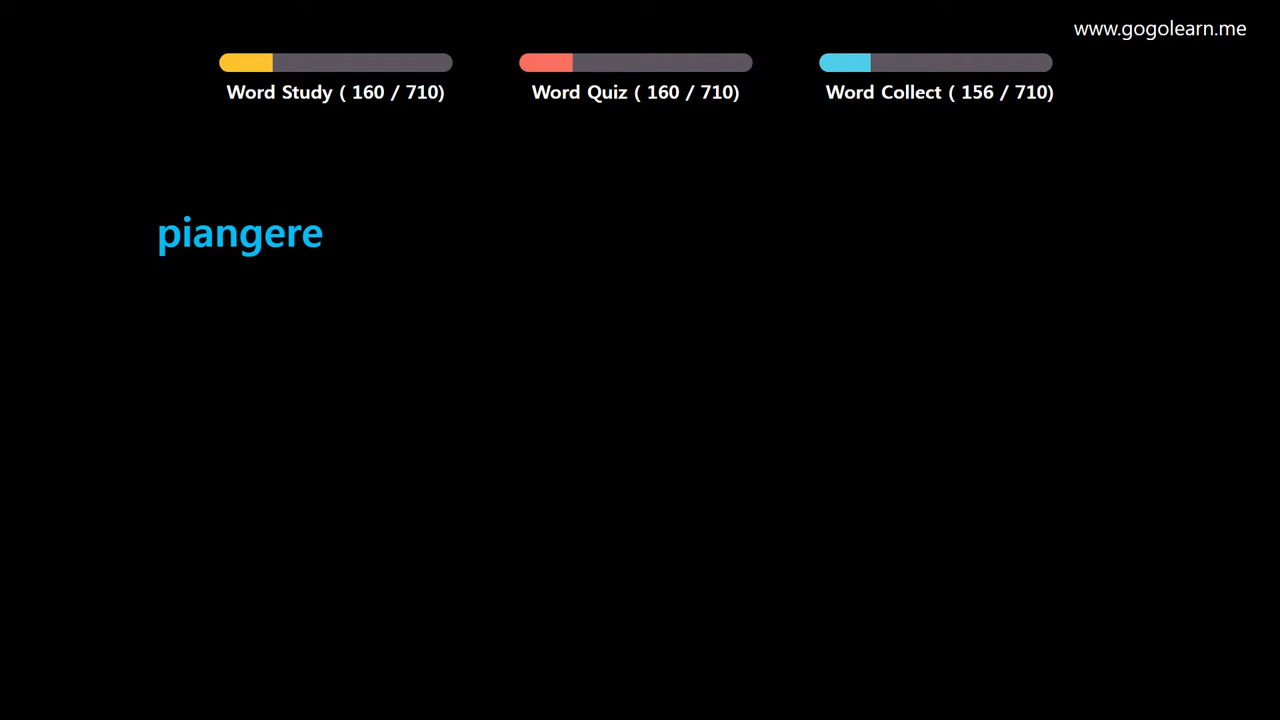 www.gogolearn.me
Word Study ( 160 / 710)
Word Quiz ( 160 / 710)
Word Collect ( 156 / 710)
piangere